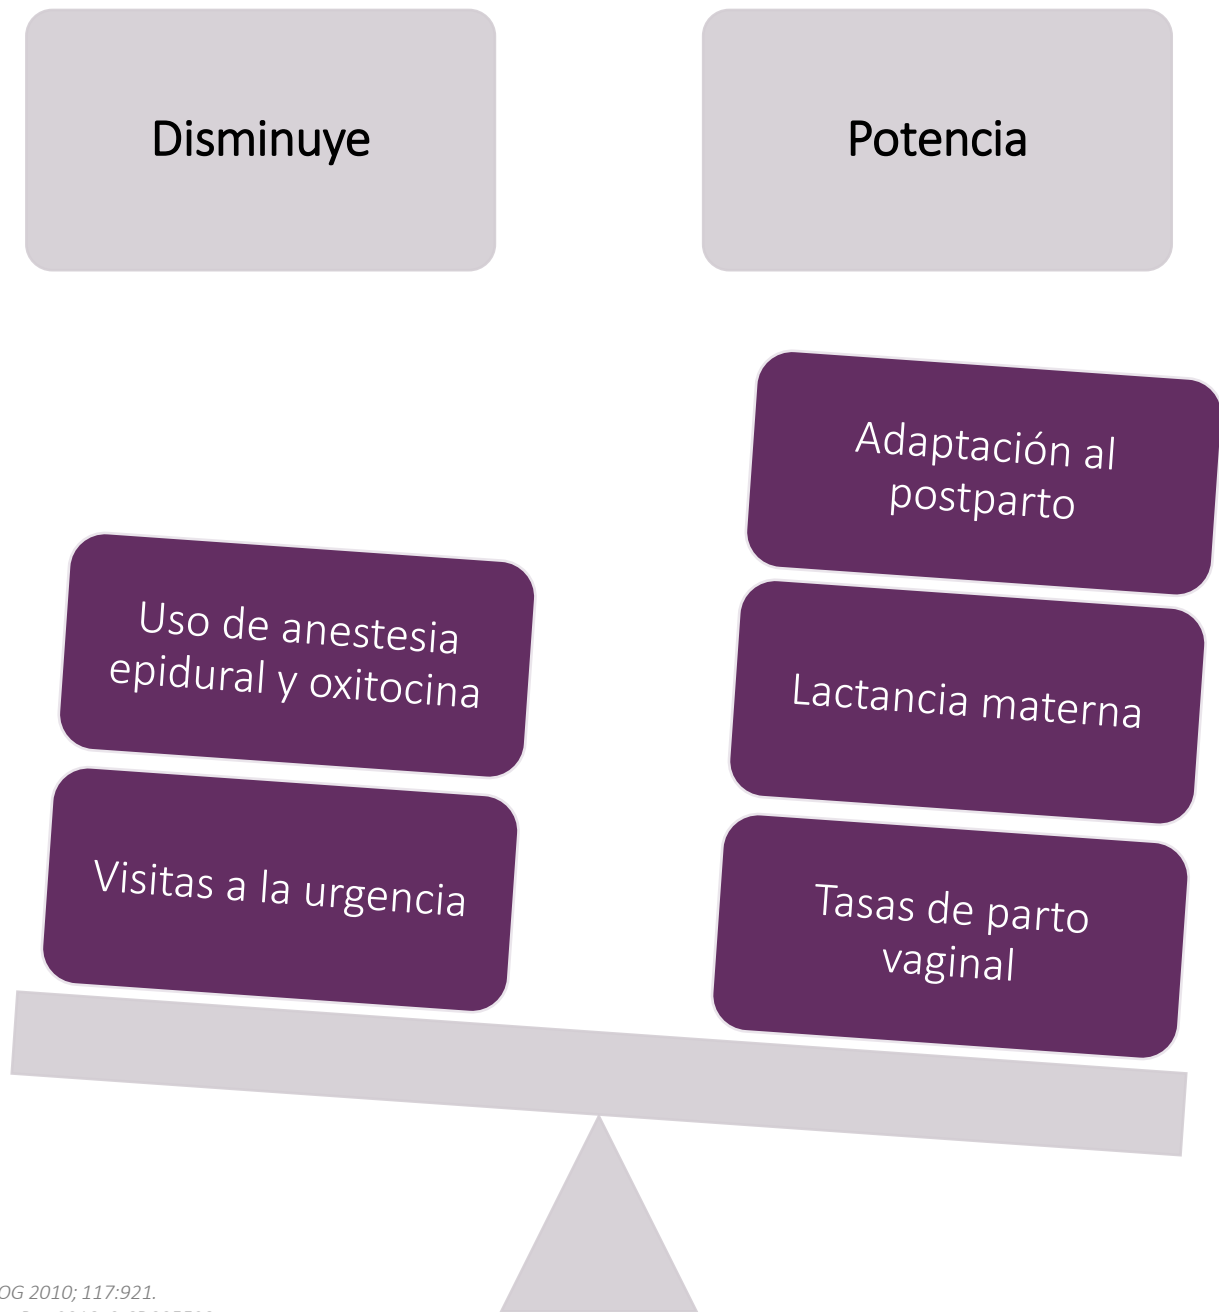 Disminuye
Potencia
Adaptación al
postparto
Uso de anestesia
epidural y oxitocina
Lactancia materna
Visitas a la urgencia
Tasas de parto
vaginal
OG 2010; 117:921.